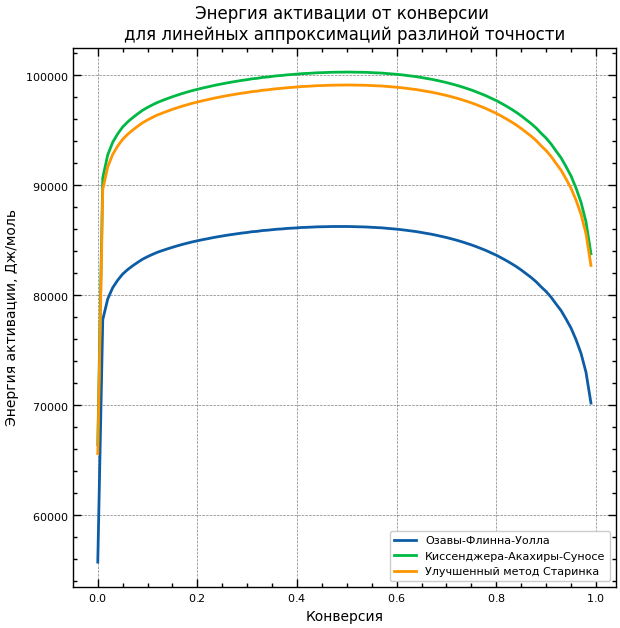 Энергия активации от конверсии
для линейных аппроксимаций разлиной точности
Энергия активации, Дж/моль
100000
90000
80000
70000
60000
0.0 0.2 0.4 0.6 0.8 1.0
Конверсия
Озавы-Флинна-Уолла
Киссенджера-Акахиры-Суносе
Улучшенный метод Старинка